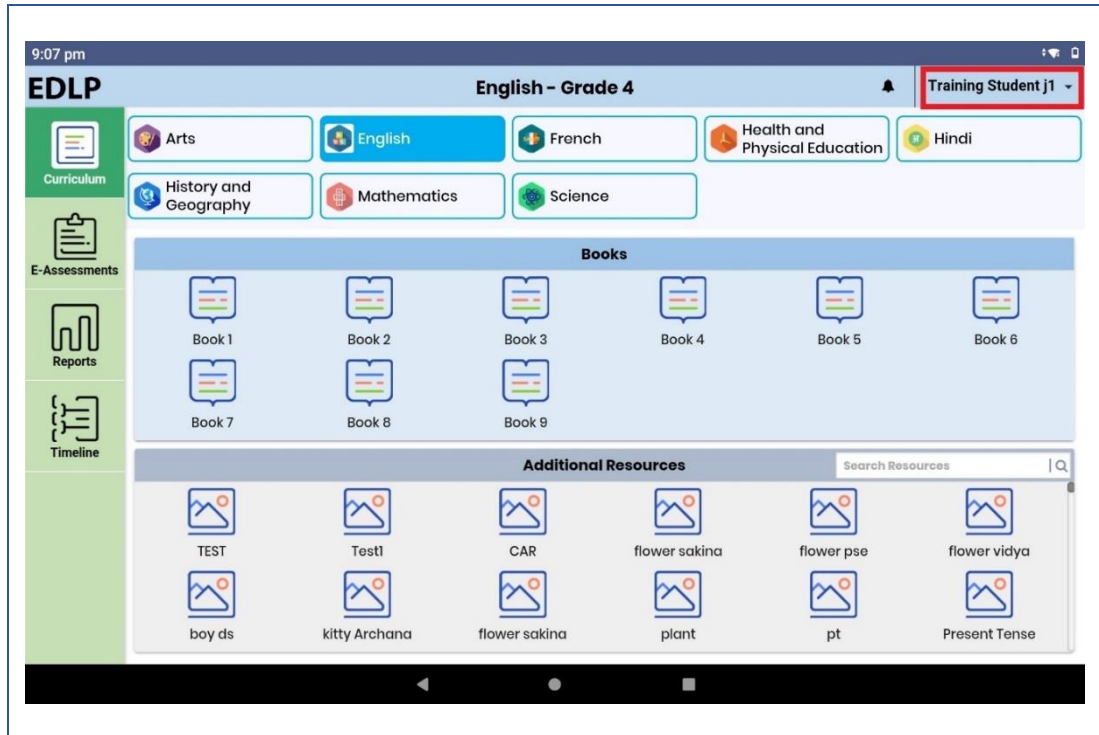 9:07 pm
EDLP
English - Grade 4
Training Student j1
Curriculum
E-Assessments
Reports
Timeline
Arts
English
French
Health and
Physical Education
Hindi
History and
Geography
Mathematics
Science
Books
Book 1
Book 2
Book 3
Book 4
Book 5
Book 6
Book 7
Book 8
Book 9
Additional Resources
Search Resources
TEST
Test1
CAR
flower sakina
flower pse
flower vidya
boy ds
kitty Archana
flower sakina
plant
pt
Present Tense